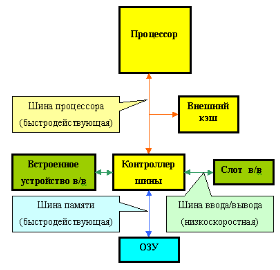 Процессор
Шина процессора
(быстродействующая)
Внешний
кэш
Встроенное
устройство в/в
Контроллер
шины
Слот в/в
Шина памяти
(быстродействующая)
Шина ввода/вывода
(низкоскоростная)
ОЗУ